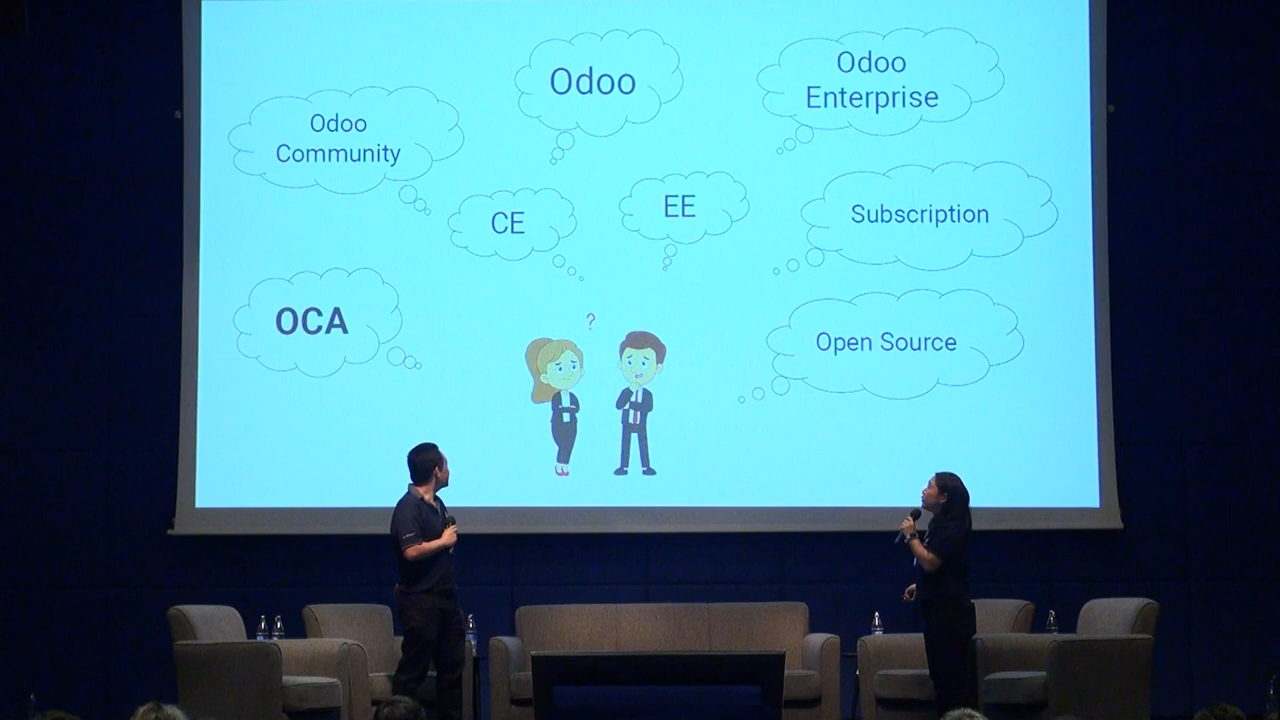 Odoo
Odoo
Enterprise
Odoo
Community
CE
EE
Subscription
OCA
?
Open Source